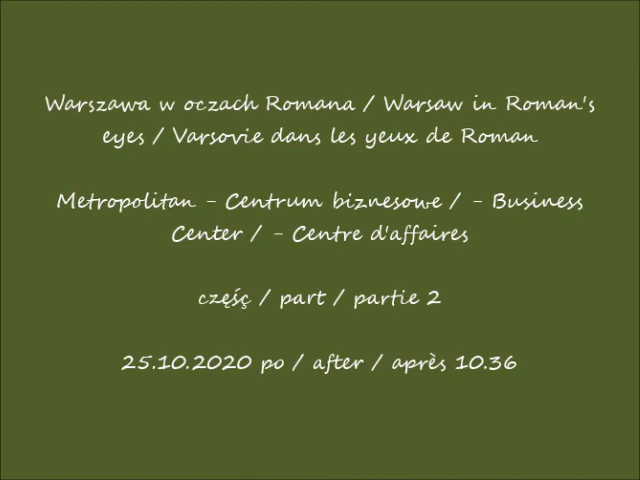 Warszawa w oczach Romana / Warsaw in Roman's
eyes / Varsovie dans les yeux de Roman
Metropolitan - Centrum biznesowe / - Business
Center / - Centre d'affaires
częśç / part / partie 2
25.10.2020 po / after / après 10.36